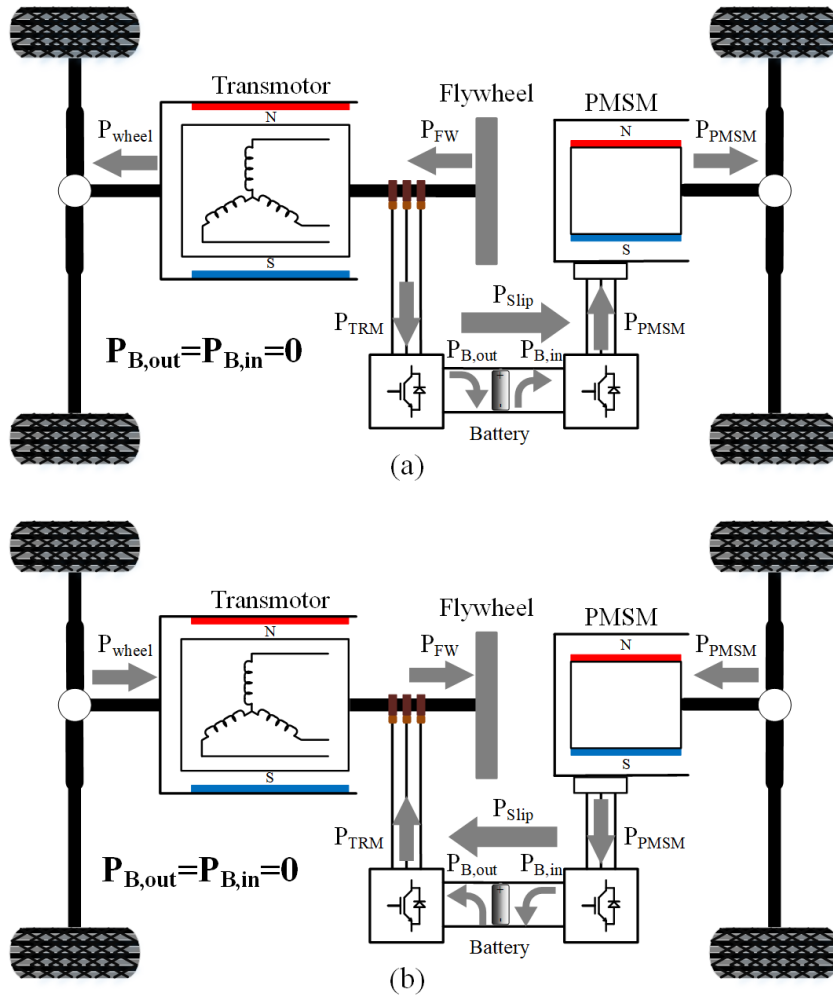 Transmotor
Flywheel
PMSM
N
N
P_wheel
P_FW
P_PMSM
S
S
P_Slip
P_TRM
P_PMSM
P_B,out=P_B,in=0
P_B,out
P_B,in
+
-
Battery
(a)
Transmotor
Flywheel
PMSM
N
N
P_wheel
P_FW
P_PMSM
S
S
P_Slip
P_TRM
P_PMSM
P_B,out=P_B,in=0
P_B,out
P_B,in
+
-
Battery
(b)